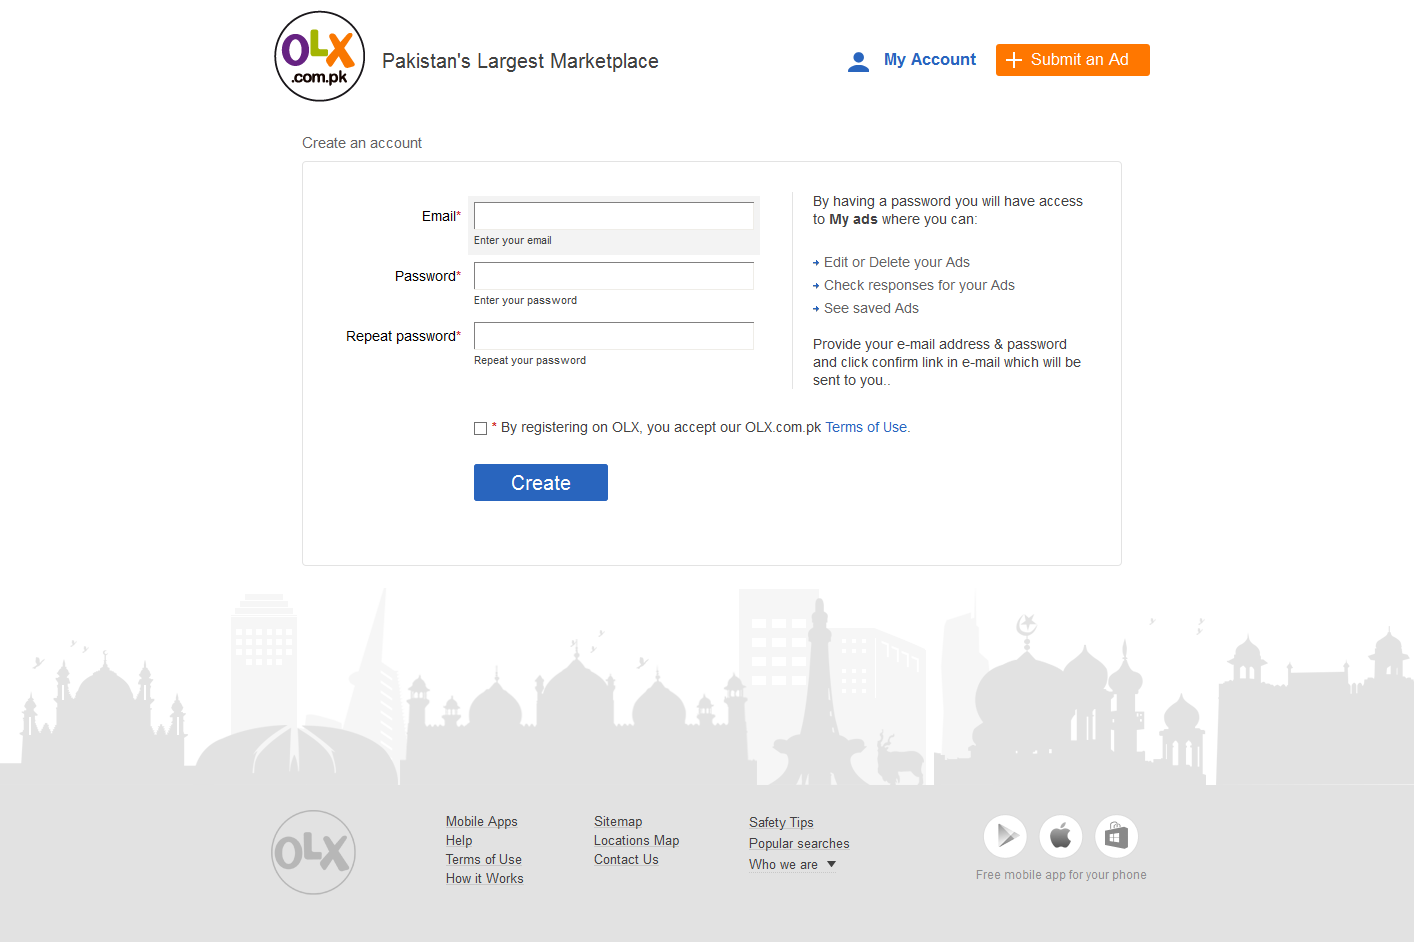 OLX
.com.pk
Pakistan's Largest Marketplace
My Account
Submit an Ad
Create an account
Email*
Enter your email
Password*
Enter your password
Repeat password*
Repeat your password
By having a password you will have access
to My ads where you can:
Edit or Delete your Ads
Check responses for your Ads
See saved Ads
Provide your e-mail address & password
and click confirm link in e-mail which will be
sent to you..
* By registering on OLX, you accept our OLX.com.pk Terms of Use.
Create
OLX
Mobile Apps
Help
Terms of Use
How it Works
Sitemap
Locations Map
Contact Us
Safety Tips
Popular searches
Who we are
Free mobile app for your phone